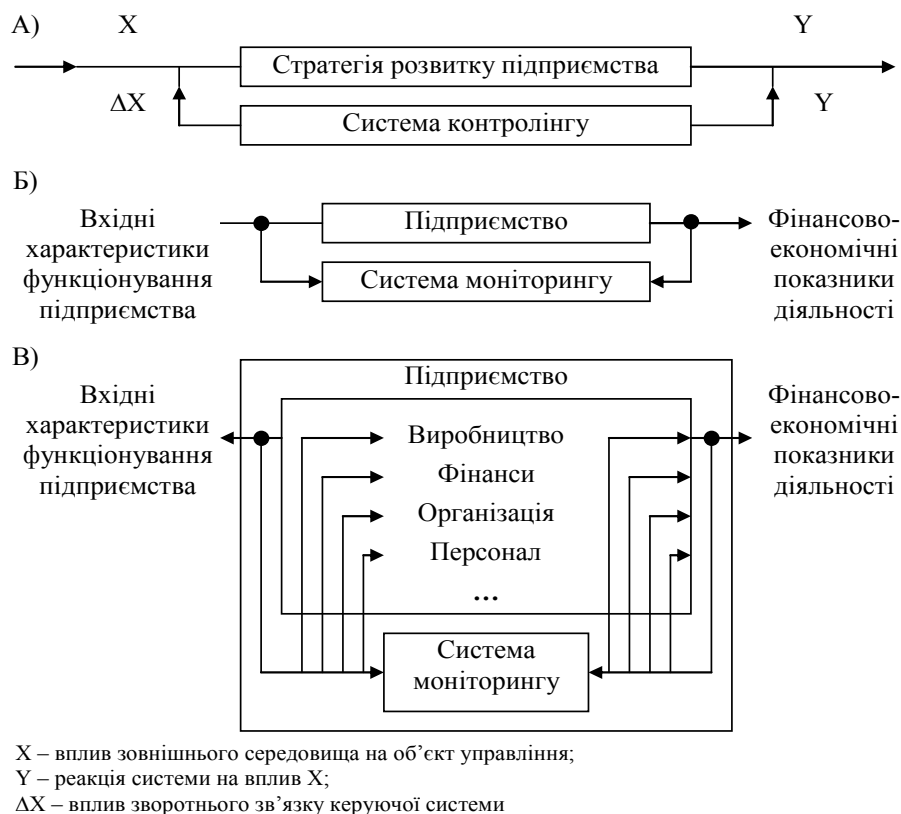 А)
X
Y
Стратегія розвитку підприємства
ΔX
Y
Система контролінгу
Б)
Вхідні
характеристики
функціонування
підприємства
Підприємство
Система моніторингу
Фінансово-
економічні
показники
діяльності
В)
Підприємство
Вхідні
характеристики
функціонування
підприємства
Виробництво
Фінанси
Організація
Персонал
...
Система
моніторингу
Фінансово-
економічні
показники
діяльності
X – вплив зовнішнього середовища на об’єкт управління;
Y – реакція системи на вплив X;
ΔX – вплив зворотнього зв’язку керуючої системи